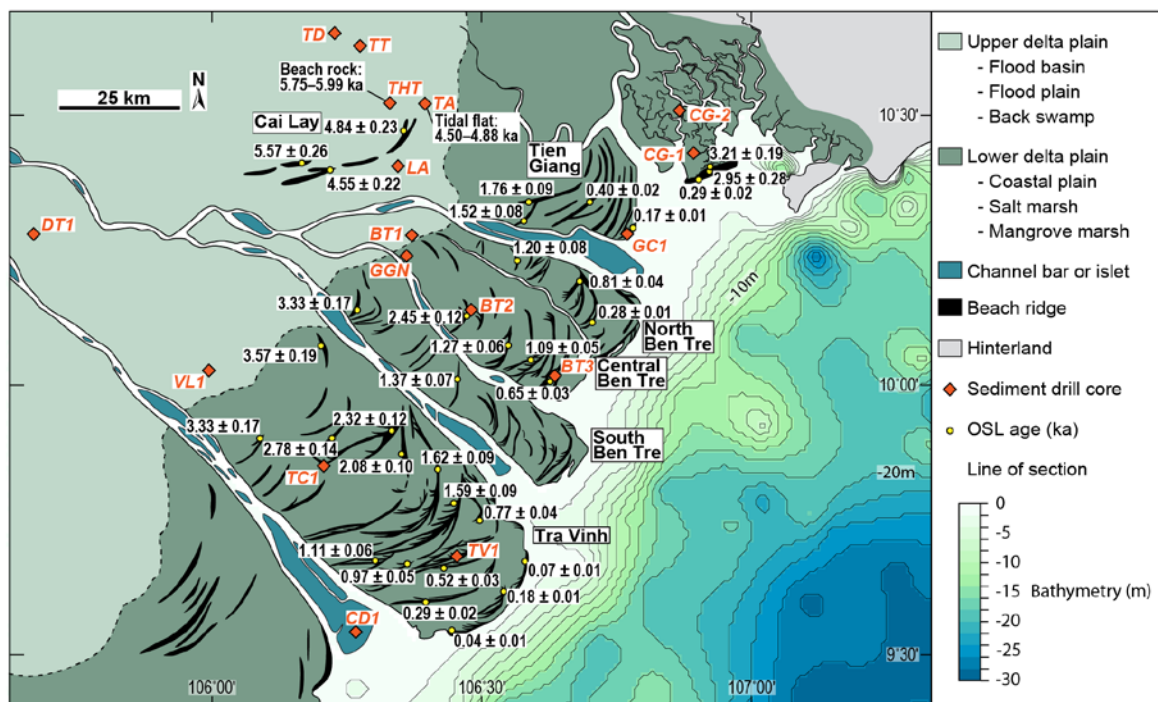 TD
TT
Beach rock:
5.75–5.99 ka
N
25 km
THT
TA
Cai Lay
4.84 ± 0.23
Tidal flat:
4.50–4.88 ka
Tien
Giang
CG-2
10°30'
5.57 ± 0.26
LA
4.55 ± 0.22
CG-1
3.21 ± 0.19
2.95 ± 0.28
0.29 ± 0.02
1.76 ± 0.09
0.40 ± 0.02
1.52 ± 0.08
0.17 ± 0.01
DT1
BT1
GC1
1.20 ± 0.08
GGN
-10m
0.81 ± 0.04
3.33 ± 0.17
2.45 ± 0.12
BT2
0.28 ± 0.01
North
Ben Tre
3.57 ± 0.19
1.27 ± 0.06
1.09 ± 0.05
Central
Ben Tre
BT3
10°00'
VL1
1.37 ± 0.07
0.65 ± 0.03
2.32 ± 0.12
3.33 ± 0.17
South
Ben Tre
2.78 ± 0.14
TC1
2.08 ± 0.10
1.62 ± 0.09
-20m
1.59 ± 0.09
0.77 ± 0.04
Tra Vinh
1.11 ± 0.06
TV1
0.97 ± 0.05
0.52 ± 0.03
0.07 ± 0.01
0.18 ± 0.01
0.29 ± 0.02
CD1
0.04 ± 0.01
9°30'
106°00'
106°30'
107°00'
Upper delta plain
- Flood basin
- Flood plain
- Back swamp
Lower delta plain
- Coastal plain
- Salt marsh
- Mangrove marsh
Channel bar or islet
Beach ridge
Hinterland
Sediment drill core
OSL age (ka)
Line of section
0
-5
-10
-15
-20
-25
-30
Bathymetry (m)